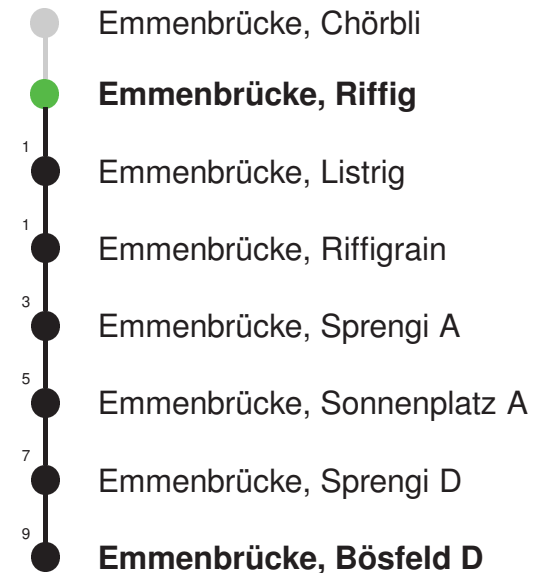 Emmenbrücke, Chörbli
Emmenbrücke, Riffig
1 Emmenbrücke, Listrig
1 Emmenbrücke, Riffigrain
3 Emmenbrücke, Sprengi A
5 Emmenbrücke, Sonnenplatz A
7 Emmenbrücke, Sprengi D
9 Emmenbrücke, Bösfeld D